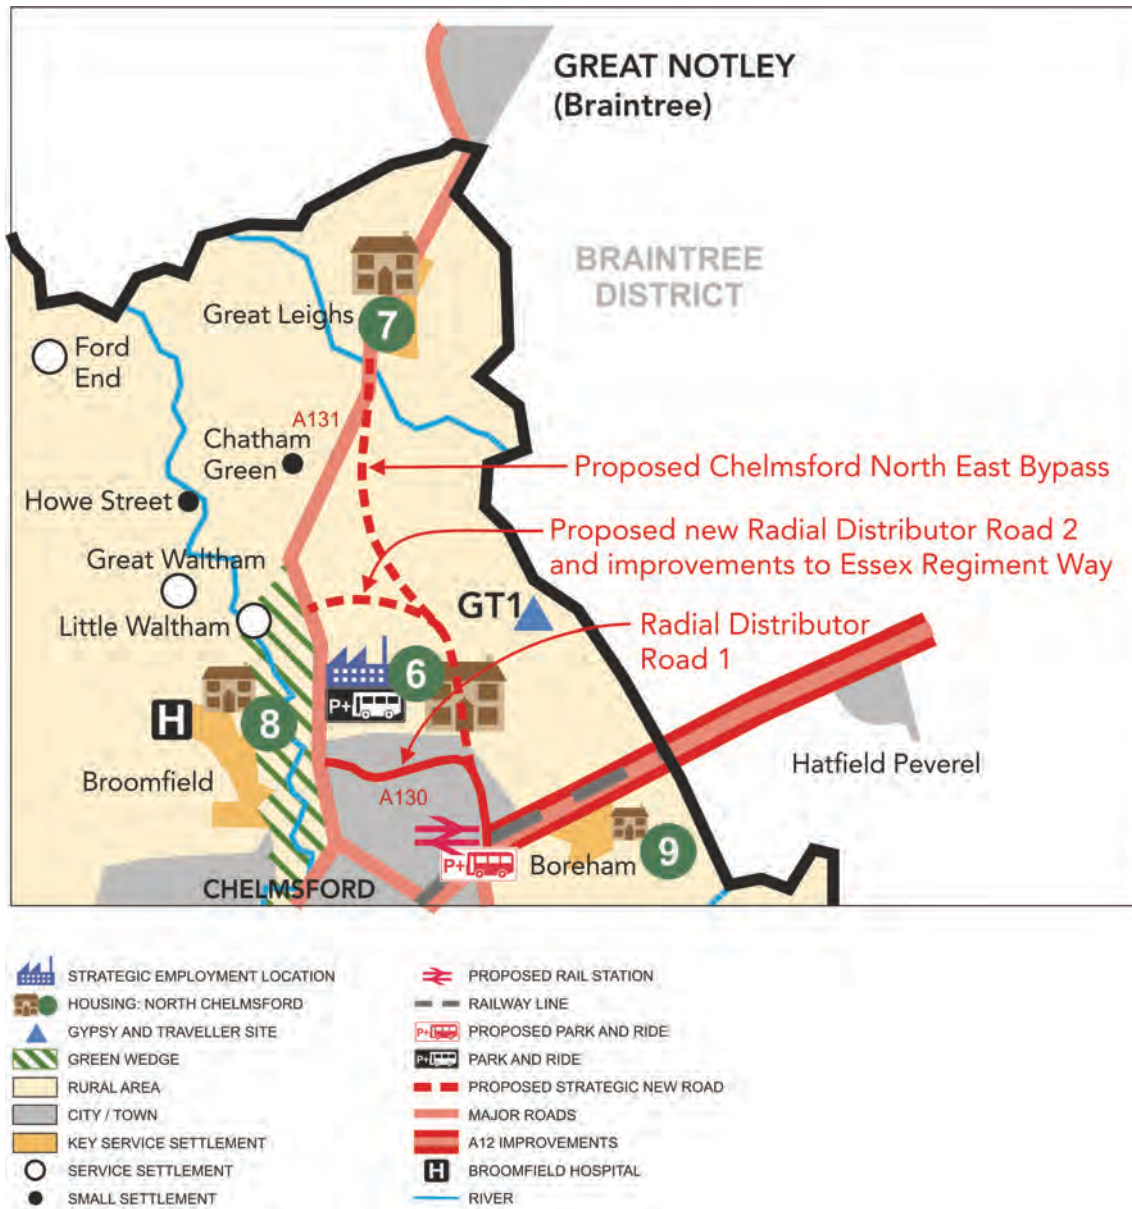 GREAT NOTLEY
(Braintree)
BRAINTREE
DISTRICT
Great Leighs
7
Ford
End
A131
Chatham
Green
Proposed Chelmsford North East Bypass
Howe Street
Proposed new Radial Distributor Road 2
and improvements to Essex Regiment Way
Great Waltham
GT1
Little Waltham
Radial Distributor
Road 1
6
P+
H
8
Hatfield Peverel
Broomfield
A130
P+
Boreham
9
CHELMSFORD
STRATEGIC EMPLOYMENT LOCATION
HOUSING: NORTH CHELMSFORD
GYPSY AND TRAVELLER SITE
GREEN WEDGE
RURAL AREA
CITY / TOWN
KEY SERVICE SETTLEMENT
SERVICE SETTLEMENT
SMALL SETTLEMENT
PROPOSED RAIL STATION
RAILWAY LINE
P+ PROPOSED PARK AND RIDE
P+ PARK AND RIDE
PROPOSED STRATEGIC NEW ROAD
MAJOR ROADS
A12 IMPROVEMENTS
H BROOMFIELD HOSPITAL
RIVER